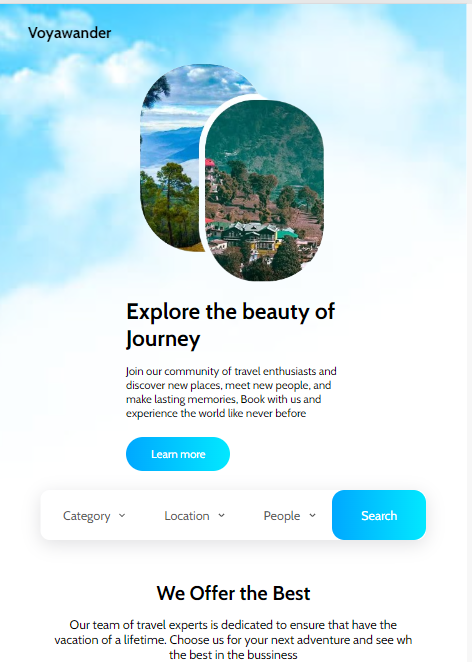 Voyawander
Explore the beauty of
Journey
Join our community of travel enthusiasts and
discover new places, meet new people, and
make lasting memories, Book with us and
experience the world like never before
Learn more
Category
Location
People
Search
We Offer the Best
Our team of travel experts is dedicated to ensure that have the
vacation of a lifetime. Choose us for your next adventure and see wh
the best in the bussiness